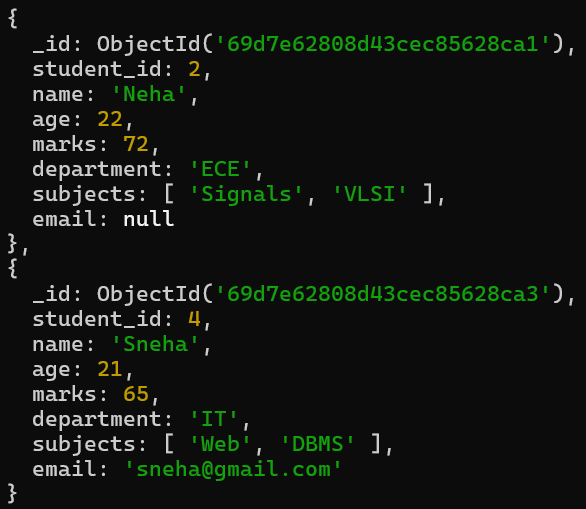 {
  _id: ObjectId('69d7e62808d43cec85628ca1'),
  student_id: 2,
  name: 'Neha',
  age: 22,
  marks: 72,
  department: 'ECE',
  subjects: [ 'Signals', 'VLSI' ],
  email: null
},
{
  _id: ObjectId('69d7e62808d43cec85628ca3'),
  student_id: 4,
  name: 'Sneha',
  age: 21,
  marks: 65,
  department: 'IT',
  subjects: [ 'Web', 'DBMS' ],
  email: 'sneha@gmail.com'
}